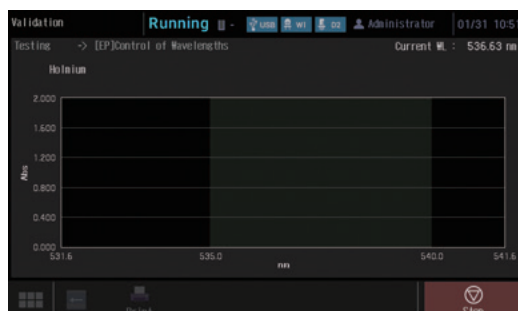 Validation Running - USB WI D2 Administrator 01/31 10:51
Testing -> [EP]Control of Wavelengths Current WL : 536.63 nm
Holmium
2.000
1.600
1.200
Abs
0.800
0.400
0.000
531.6 535.0 540.0 541.6
nm
Print Stop